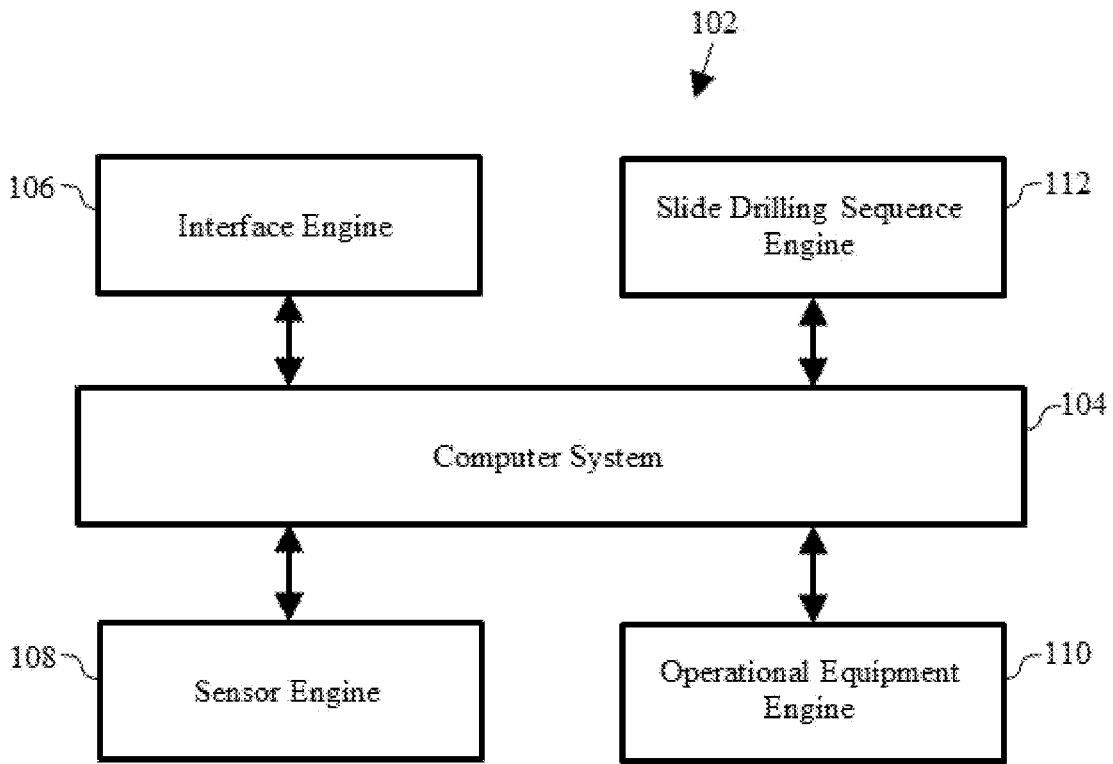 102
106
Interface Engine
Slide Drilling Sequence
Engine
112
Computer System
104
108
Sensor Engine
Operational Equipment
Engine
110